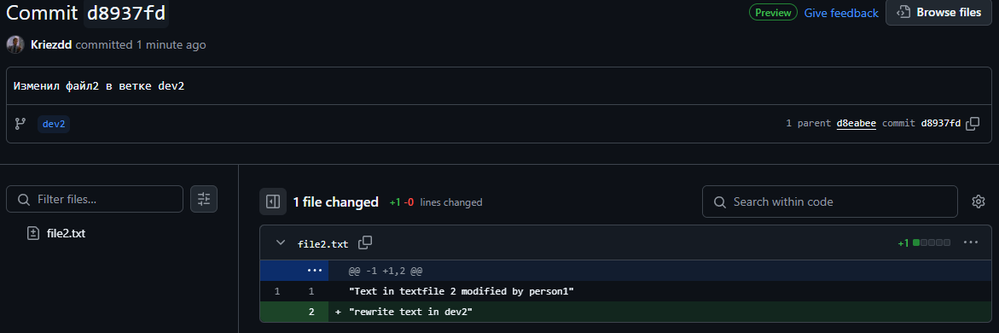 Commit d8937fd
Preview Give feedback Browse files
Kriezdd committed 1 minute ago
Изменил файл2 в ветке dev2
dev2
1 parent d8eabee commit d8937fd
Filter files...
file2.txt
1 file changed +1 -0 lines changed
Search within code
file2.txt
+1
@@ -1 +1,2 @@
1 1 "Text in textfile 2 modified by person1"
2 + "rewrite text in dev2"